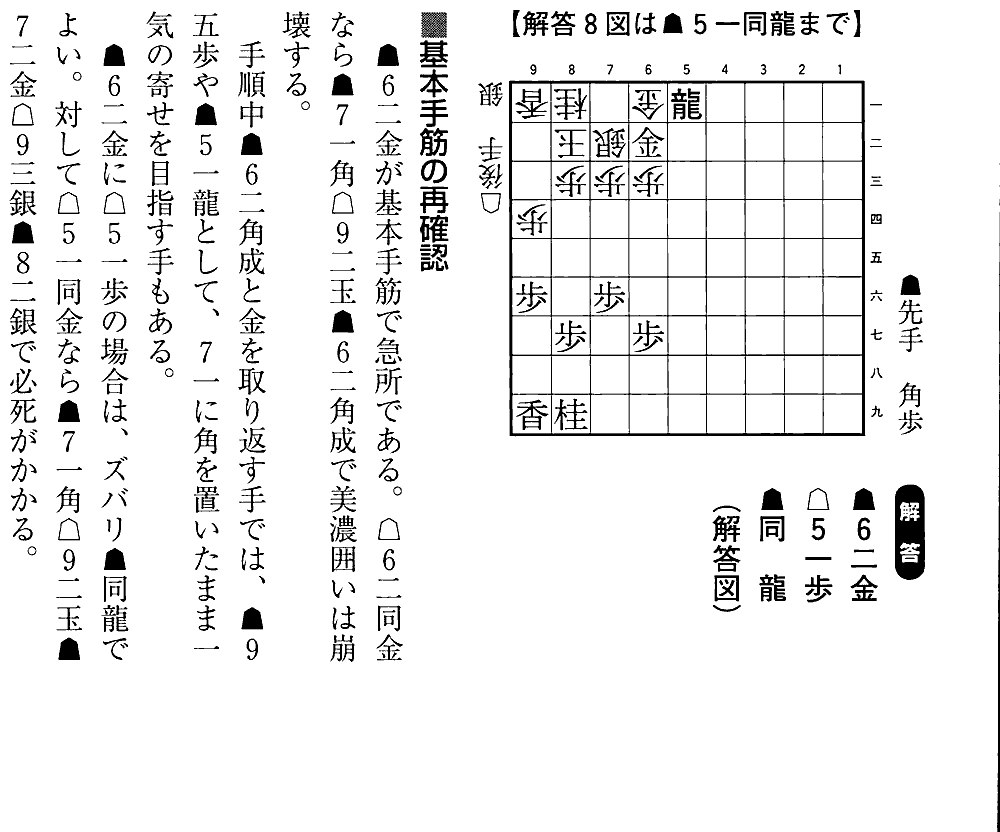 【解答8図は☗5一同龍まで】
9 8 7 6 5 4 3 2 1
香 桂 金 龍 一
王 銀 金 二
歩 歩 歩 三
歩 四
五
歩 歩 六
歩 歩 七
八
香 桂 九
☗先手 角歩
☖後手 銀
解答
☗6二金
☖5一歩
☗同 龍
(解答図)
■基本手筋の再確認
☗6二金が基本手筋で急所である。☖6二同金
なら☗7一角☖9二玉☗6二角成で美濃囲いは崩
壊する。
手順中☗6二角成と金を取り返す手では、☗9
五歩や☗5一龍として、7一に角を置いたまま一
気の寄せを目指す手もある。
☗6二金に☖5一歩の場合は、ズバリ☗同龍で
よい。対して☖5一同金なら☗7一角☖9二玉☗
7二金☖9三銀☗8二銀で必死がかかる。